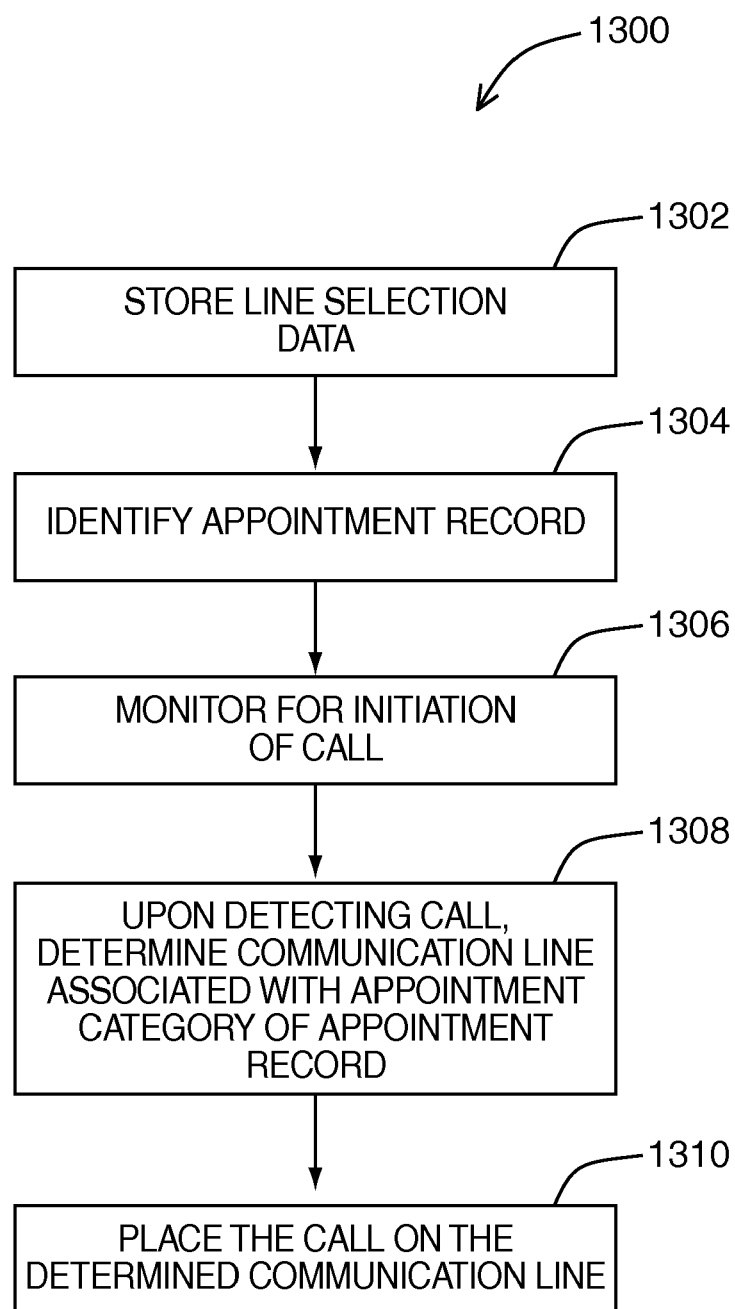 1300
1302
STORE LINE SELECTION
DATA
1304
IDENTIFY APPOINTMENT RECORD
1306
MONITOR FOR INITIATION
OF CALL
1308
UPON DETECTING CALL,
DETERMINE COMMUNICATION LINE
ASSOCIATED WITH APPOINTMENT
CATEGORY OF APPOINTMENT
RECORD
1310
PLACE THE CALL ON THE
DETERMINED COMMUNICATION LINE